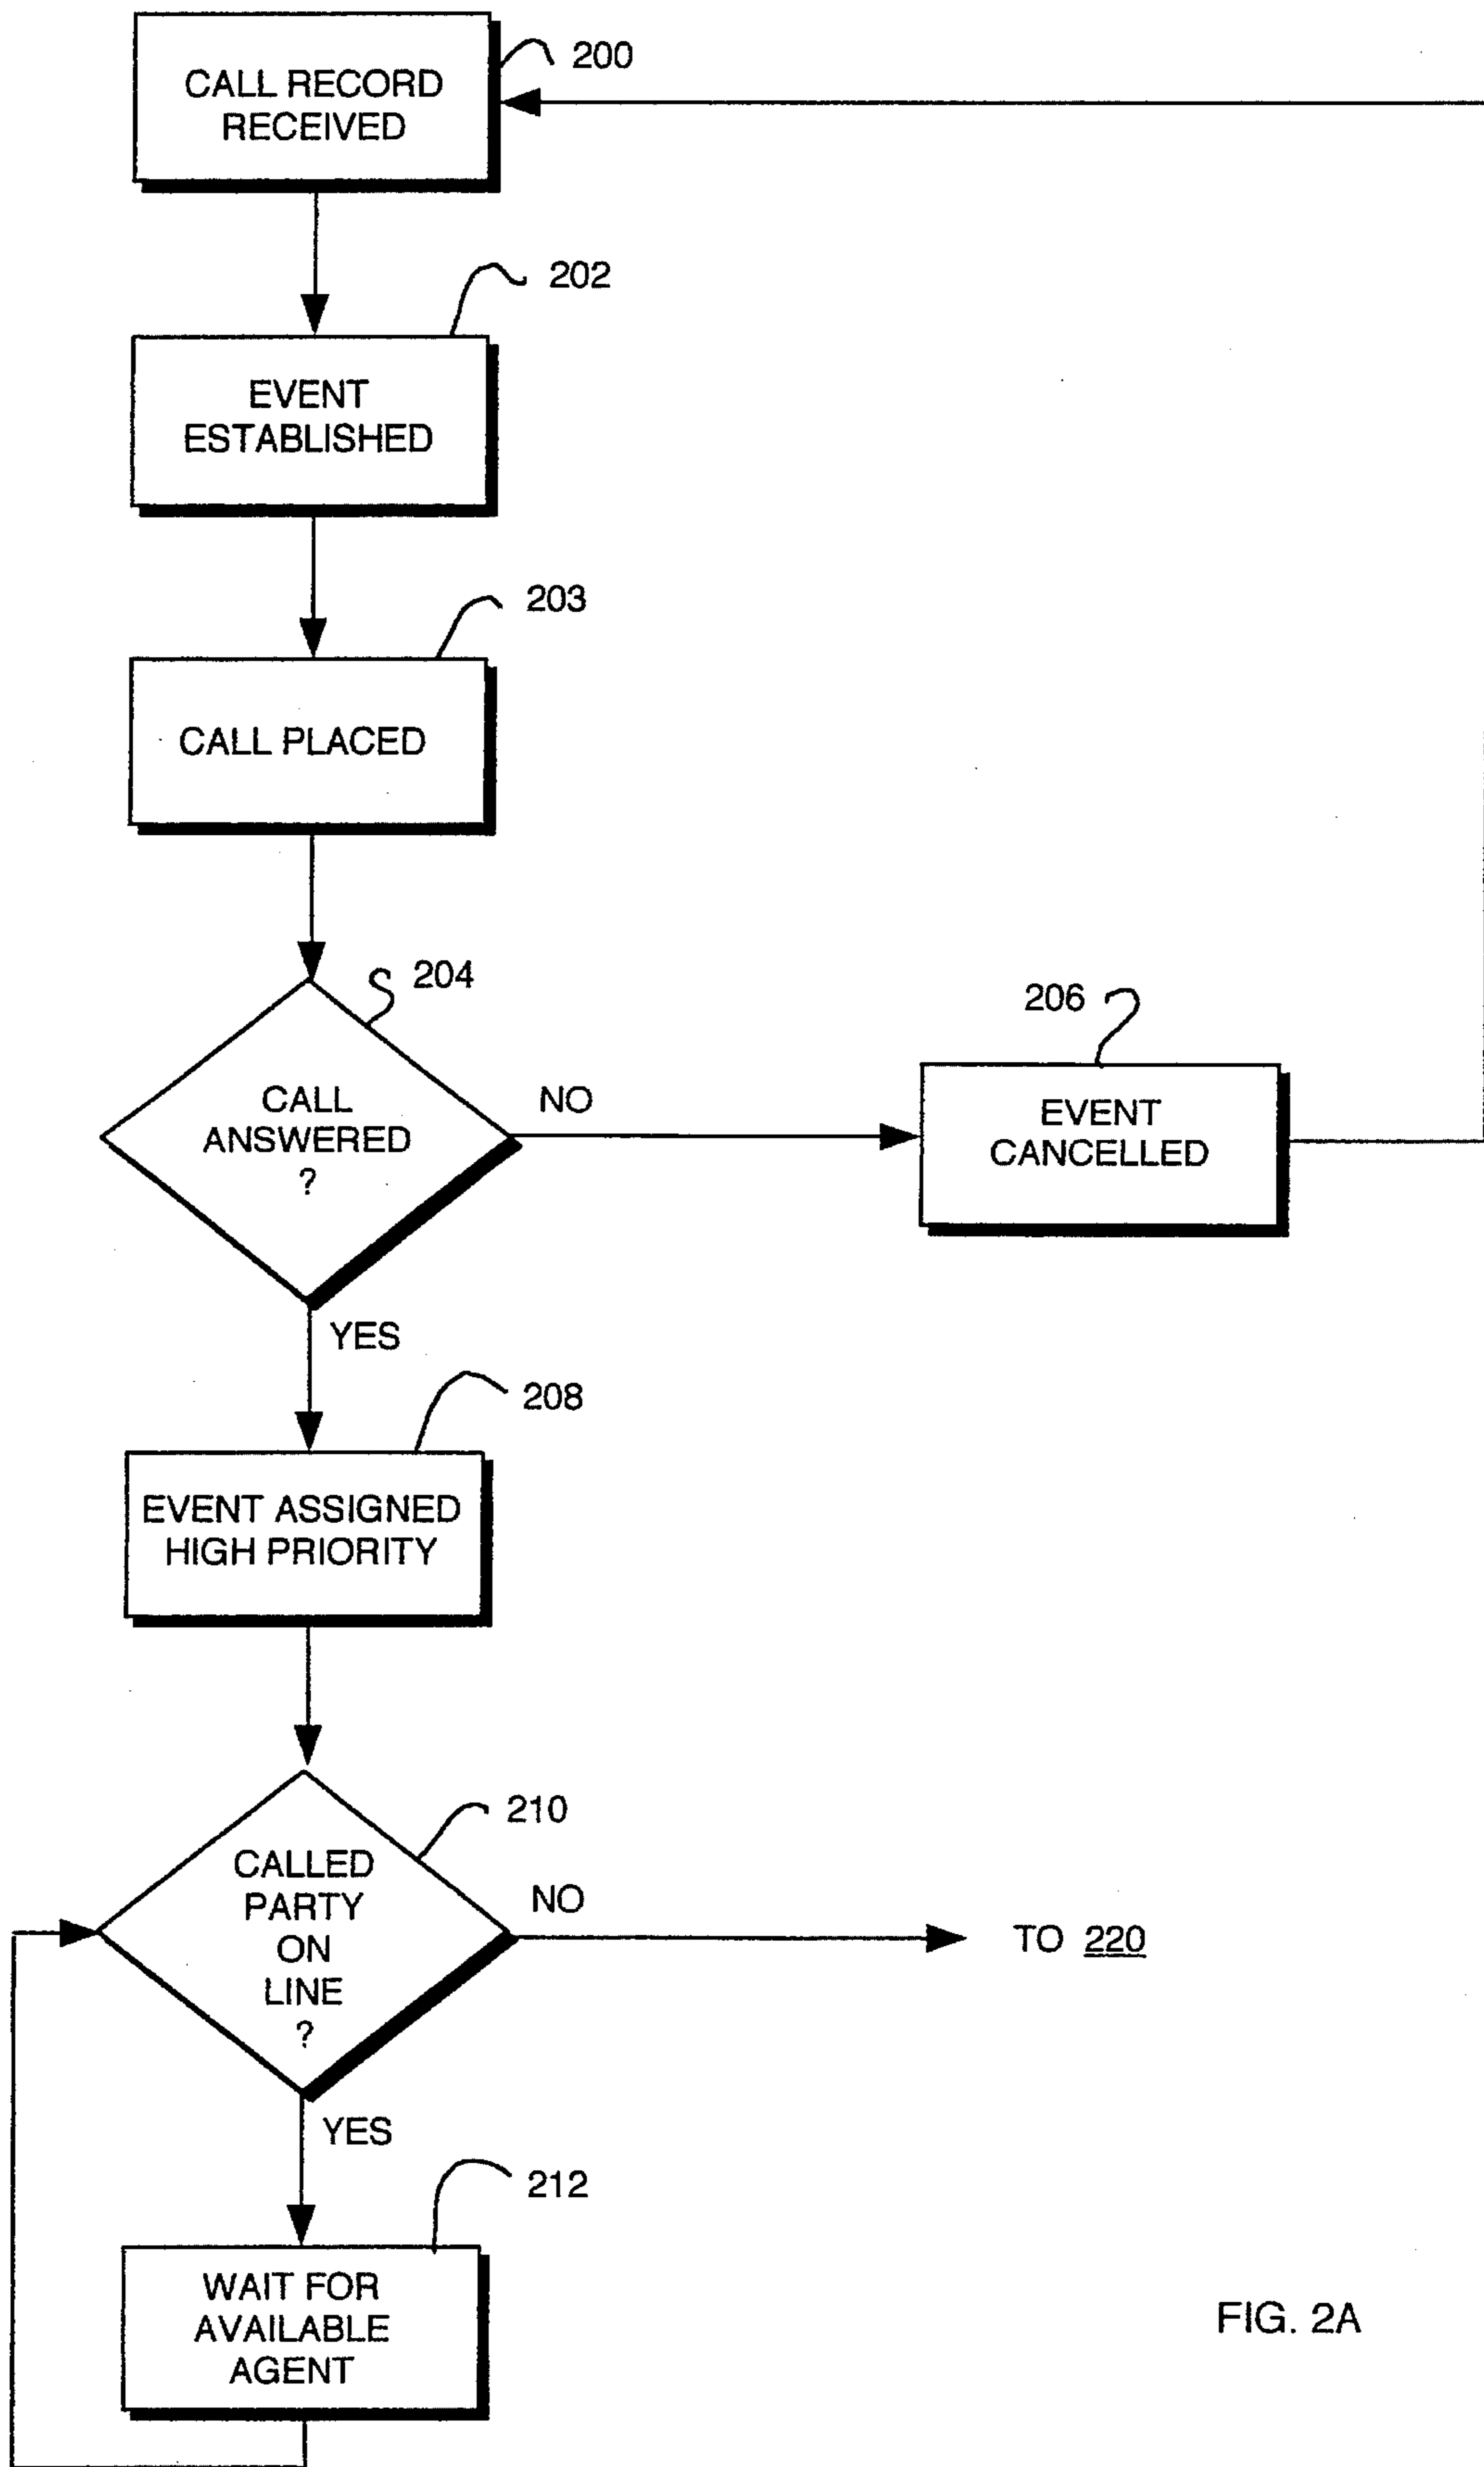 200
CALL RECORD
RECEIVED
202
EVENT
ESTABLISHED
203
CALL PLACED
204
CALL
ANSWERED
?
NO
206
EVENT
CANCELLED
YES
208
EVENT ASSIGNED
HIGH PRIORITY
210
CALLED
PARTY
ON
LINE
?
NO
TO 220
YES
212
WAIT FOR
AVAILABLE
AGENT
FIG. 2A